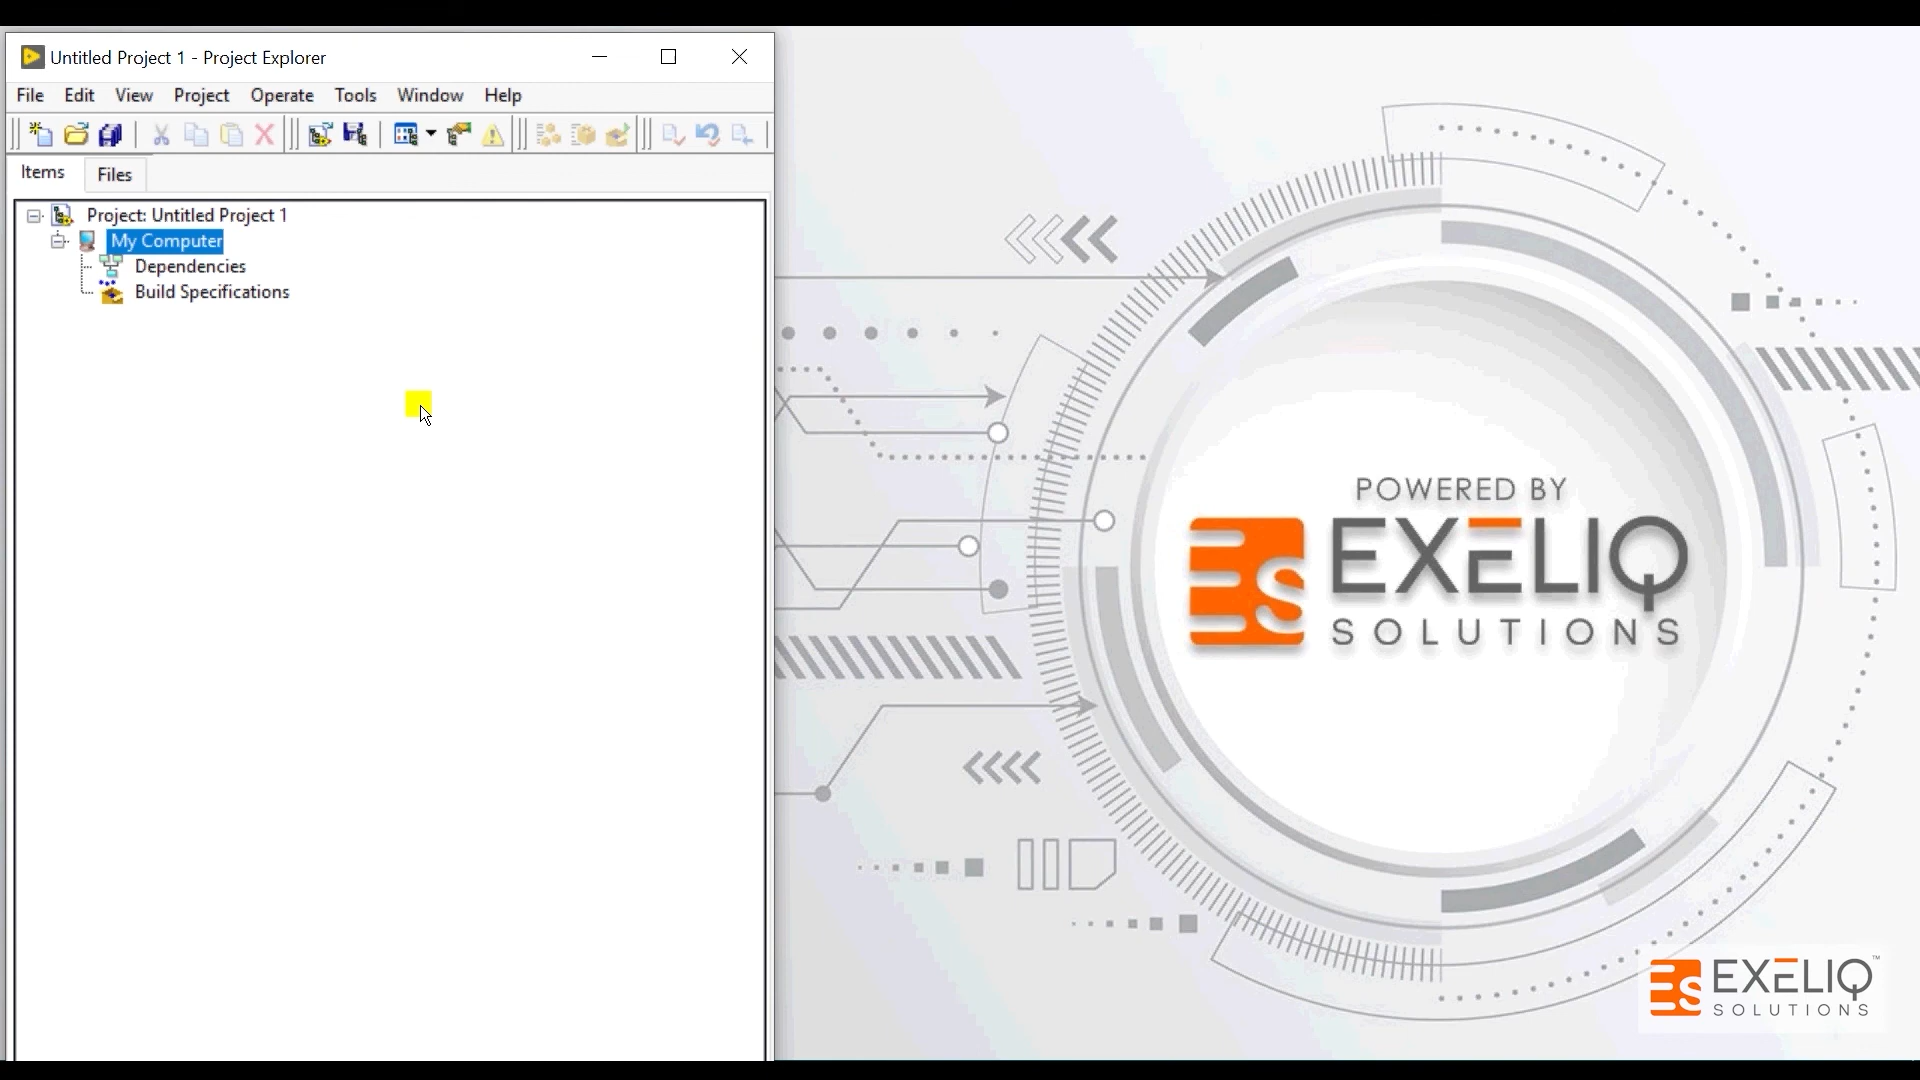 Untitled Project 1 - Project Explorer
File Edit View Project Operate Tools Window Help
Items Files
Project: Untitled Project 1
My Computer
Dependencies
Build Specifications
POWERED BY
EXELIQ
SOLUTIONS
EXELIQ™
SOLUTIONS